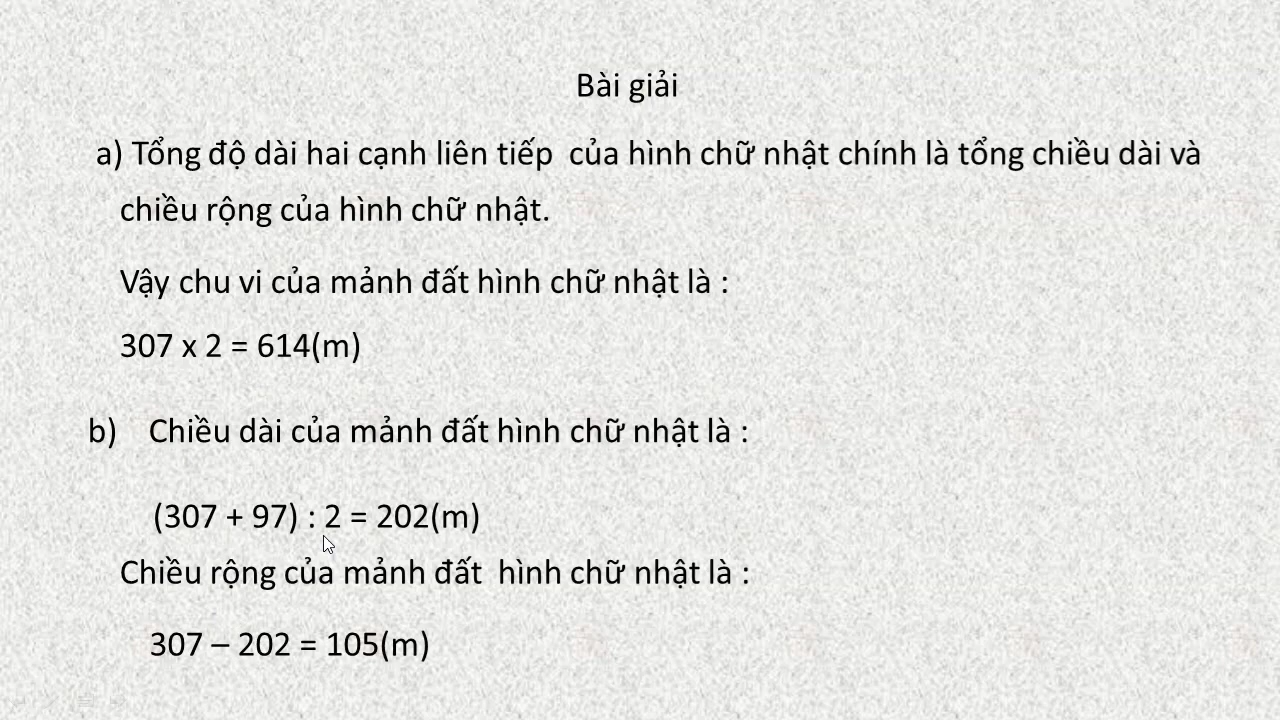 Bài giải
a) Tổng độ dài hai cạnh liên tiếp của hình chữ nhật chính là tổng chiều dài và
chiều rộng của hình chữ nhật.
Vậy chu vi của mảnh đất hình chữ nhật là :
307 x 2 = 614(m)
b) Chiều dài của mảnh đất hình chữ nhật là :
(307 + 97) : 2 = 202(m)
Chiều rộng của mảnh đất hình chữ nhật là :
307 – 202 = 105(m)